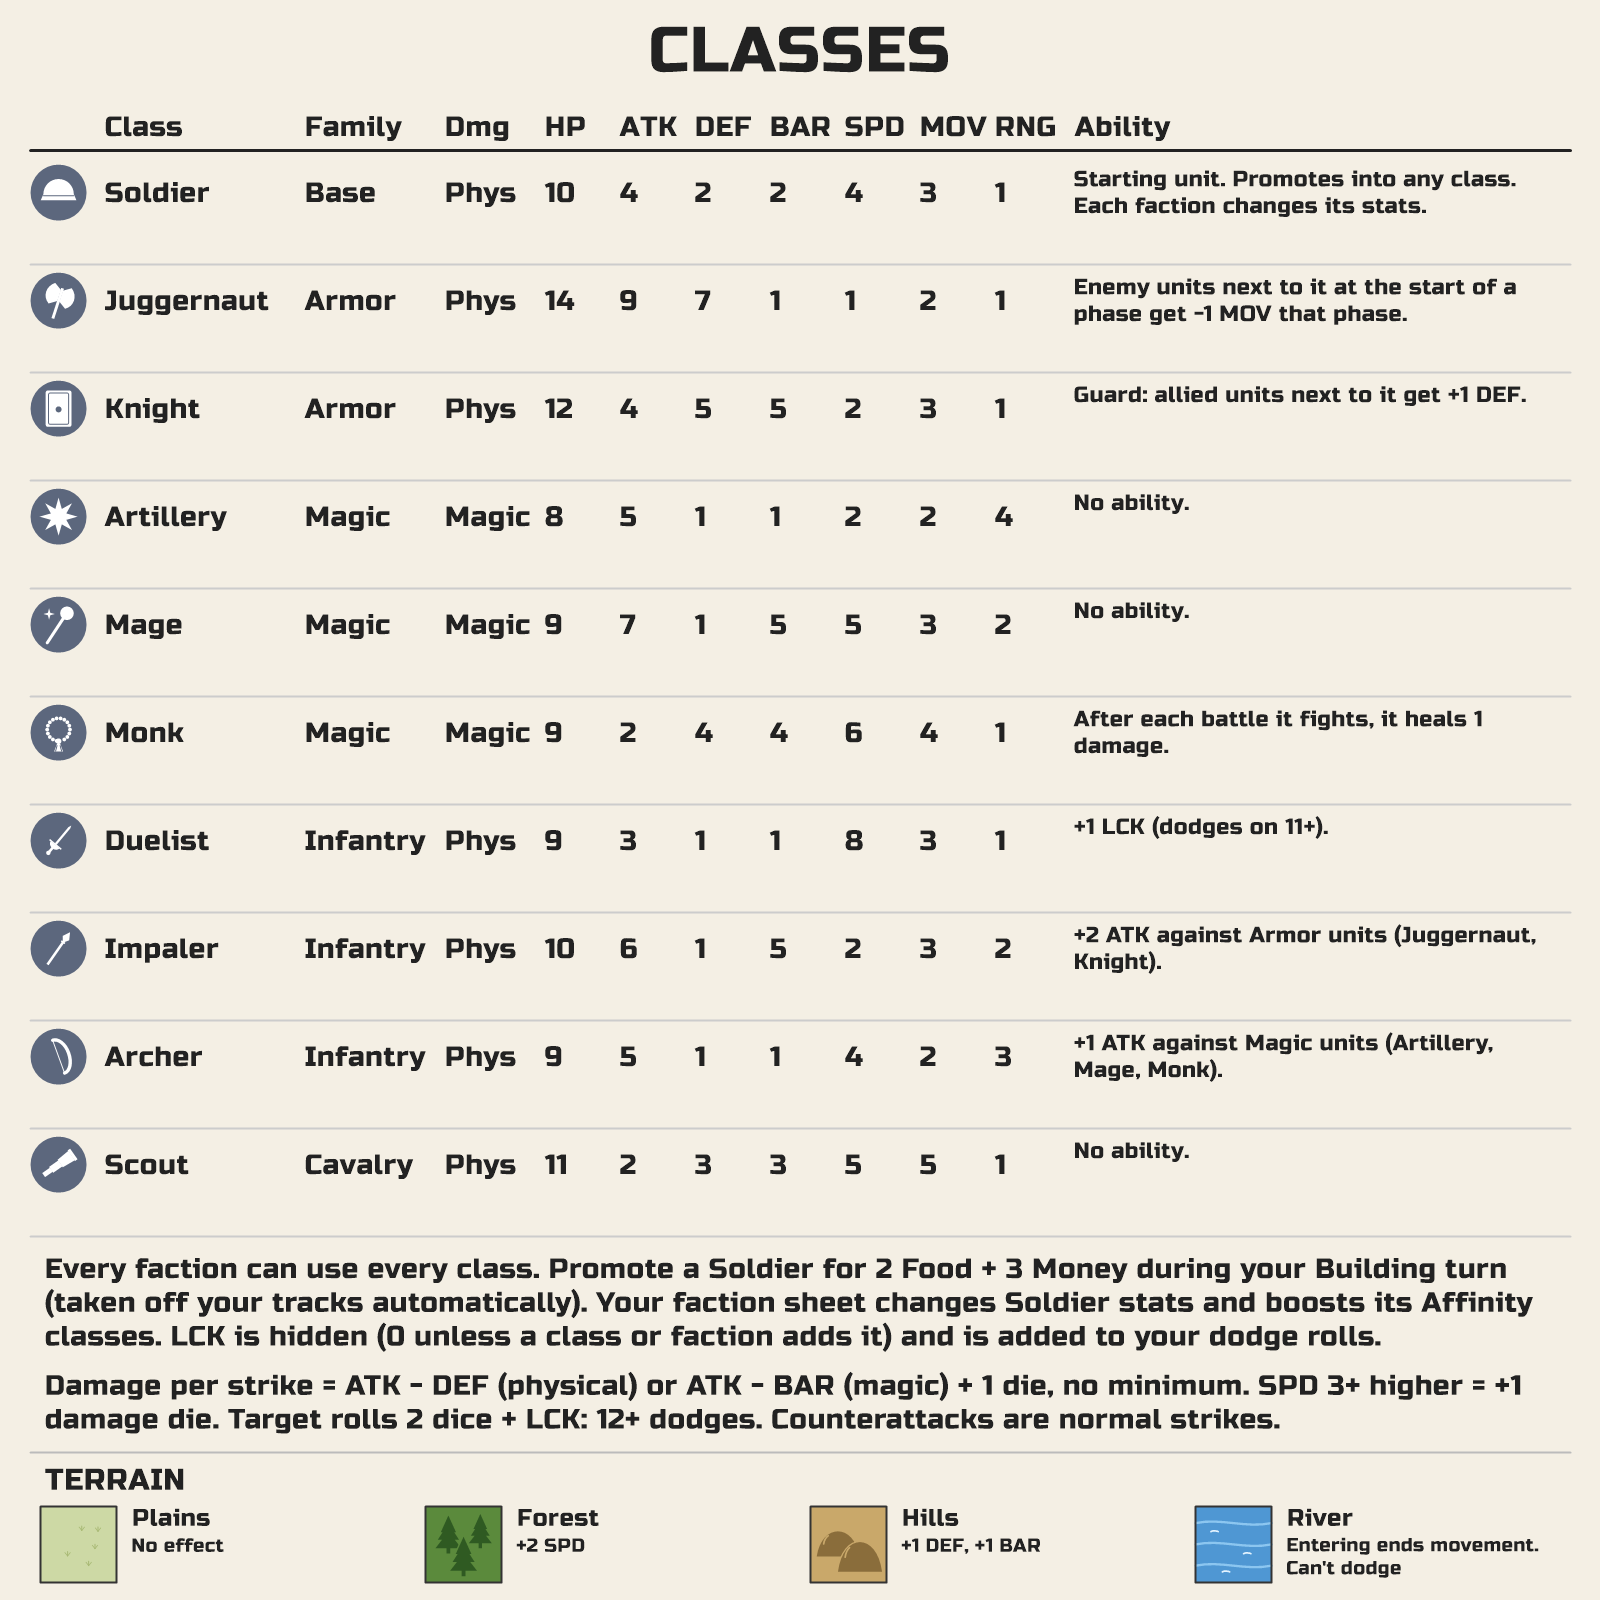 CLASSES
Class Family Dmg HP ATK DEF BAR SPD MOV RNG Ability
Soldier Base Phys 10 4 2 2 4 3 1 Starting unit. Promotes into any class.
Each faction changes its stats.
Juggernaut Armor Phys 14 9 7 1 1 2 1 Enemy units next to it at the start of a
phase get -1 MOV that phase.
Knight Armor Phys 12 4 5 5 2 3 1 Guard: allied units next to it get +1 DEF.
Artillery Magic Magic 8 5 1 1 2 2 4 No ability.
Mage Magic Magic 9 7 1 5 5 3 2 No ability.
Monk Magic Magic 9 2 4 4 6 4 1 After each battle it fights, it heals 1
damage.
Duelist Infantry Phys 9 3 1 1 8 3 1 +1 LCK (dodges on 11+).
Impaler Infantry Phys 10 6 1 5 2 3 2 +2 ATK against Armor units (Juggernaut,
Knight).
Archer Infantry Phys 9 5 1 1 4 2 3 +1 ATK against Magic units (Artillery,
Mage, Monk).
Scout Cavalry Phys 11 2 3 3 5 5 1 No ability.
Every faction can use every class. Promote a Soldier for 2 Food + 3 Money during your Building turn
(taken off your tracks automatically). Your faction sheet changes Soldier stats and boosts its Affinity
classes. LCK is hidden (0 unless a class or faction adds it) and is added to your dodge rolls.
Damage per strike = ATK - DEF (physical) or ATK - BAR (magic) + 1 die, no minimum. SPD 3+ higher = +1
damage die. Target rolls 2 dice + LCK: 12+ dodges. Counterattacks are normal strikes.
TERRAIN
Plains
No effect
Forest
+2 SPD
Hills
+1 DEF, +1 BAR
River
Entering ends movement.
Can't dodge